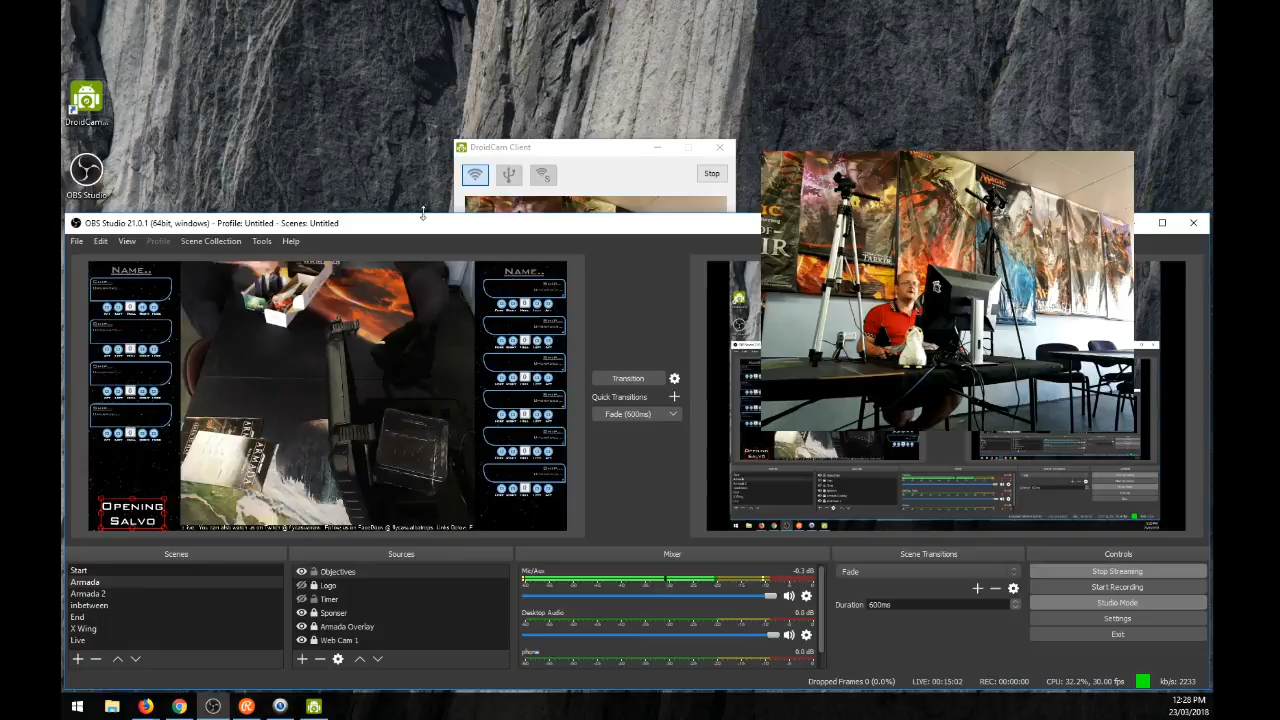 DroidCam...
OBS Studio
DroidCam Client
Stop
OBS Studio 21.0.1 (64bit, windows) - Profile: Untitled - Scenes: Untitled
File Edit View Profile Scene Collection Tools Help
NAME..
NAME..
OPENING
SALVO
MAGIC
TARKIR
Transition
Quick Transitions
Fade (600ms)
Scenes
Start
Armada
Armada 2
inbetween
End
X Wing
Live
Sources
Objectives
Logo
Timer
Sponser
Armada Overlay
Web Cam 1
Mixer
Mic/Aux -0.3 dB
Desktop Audio 0.0 dB
phone 0.0 dB
Scene Transitions
Fade
Duration 600ms
Controls
Stop Streaming
Start Recording
Studio Mode
Settings
Exit
Dropped Frames 0 (0.0%) LIVE: 00:15:02 REC: 00:00:00 CPU: 32.2%, 30.00 fps kb/s: 2233
12:28 PM
23/03/2018